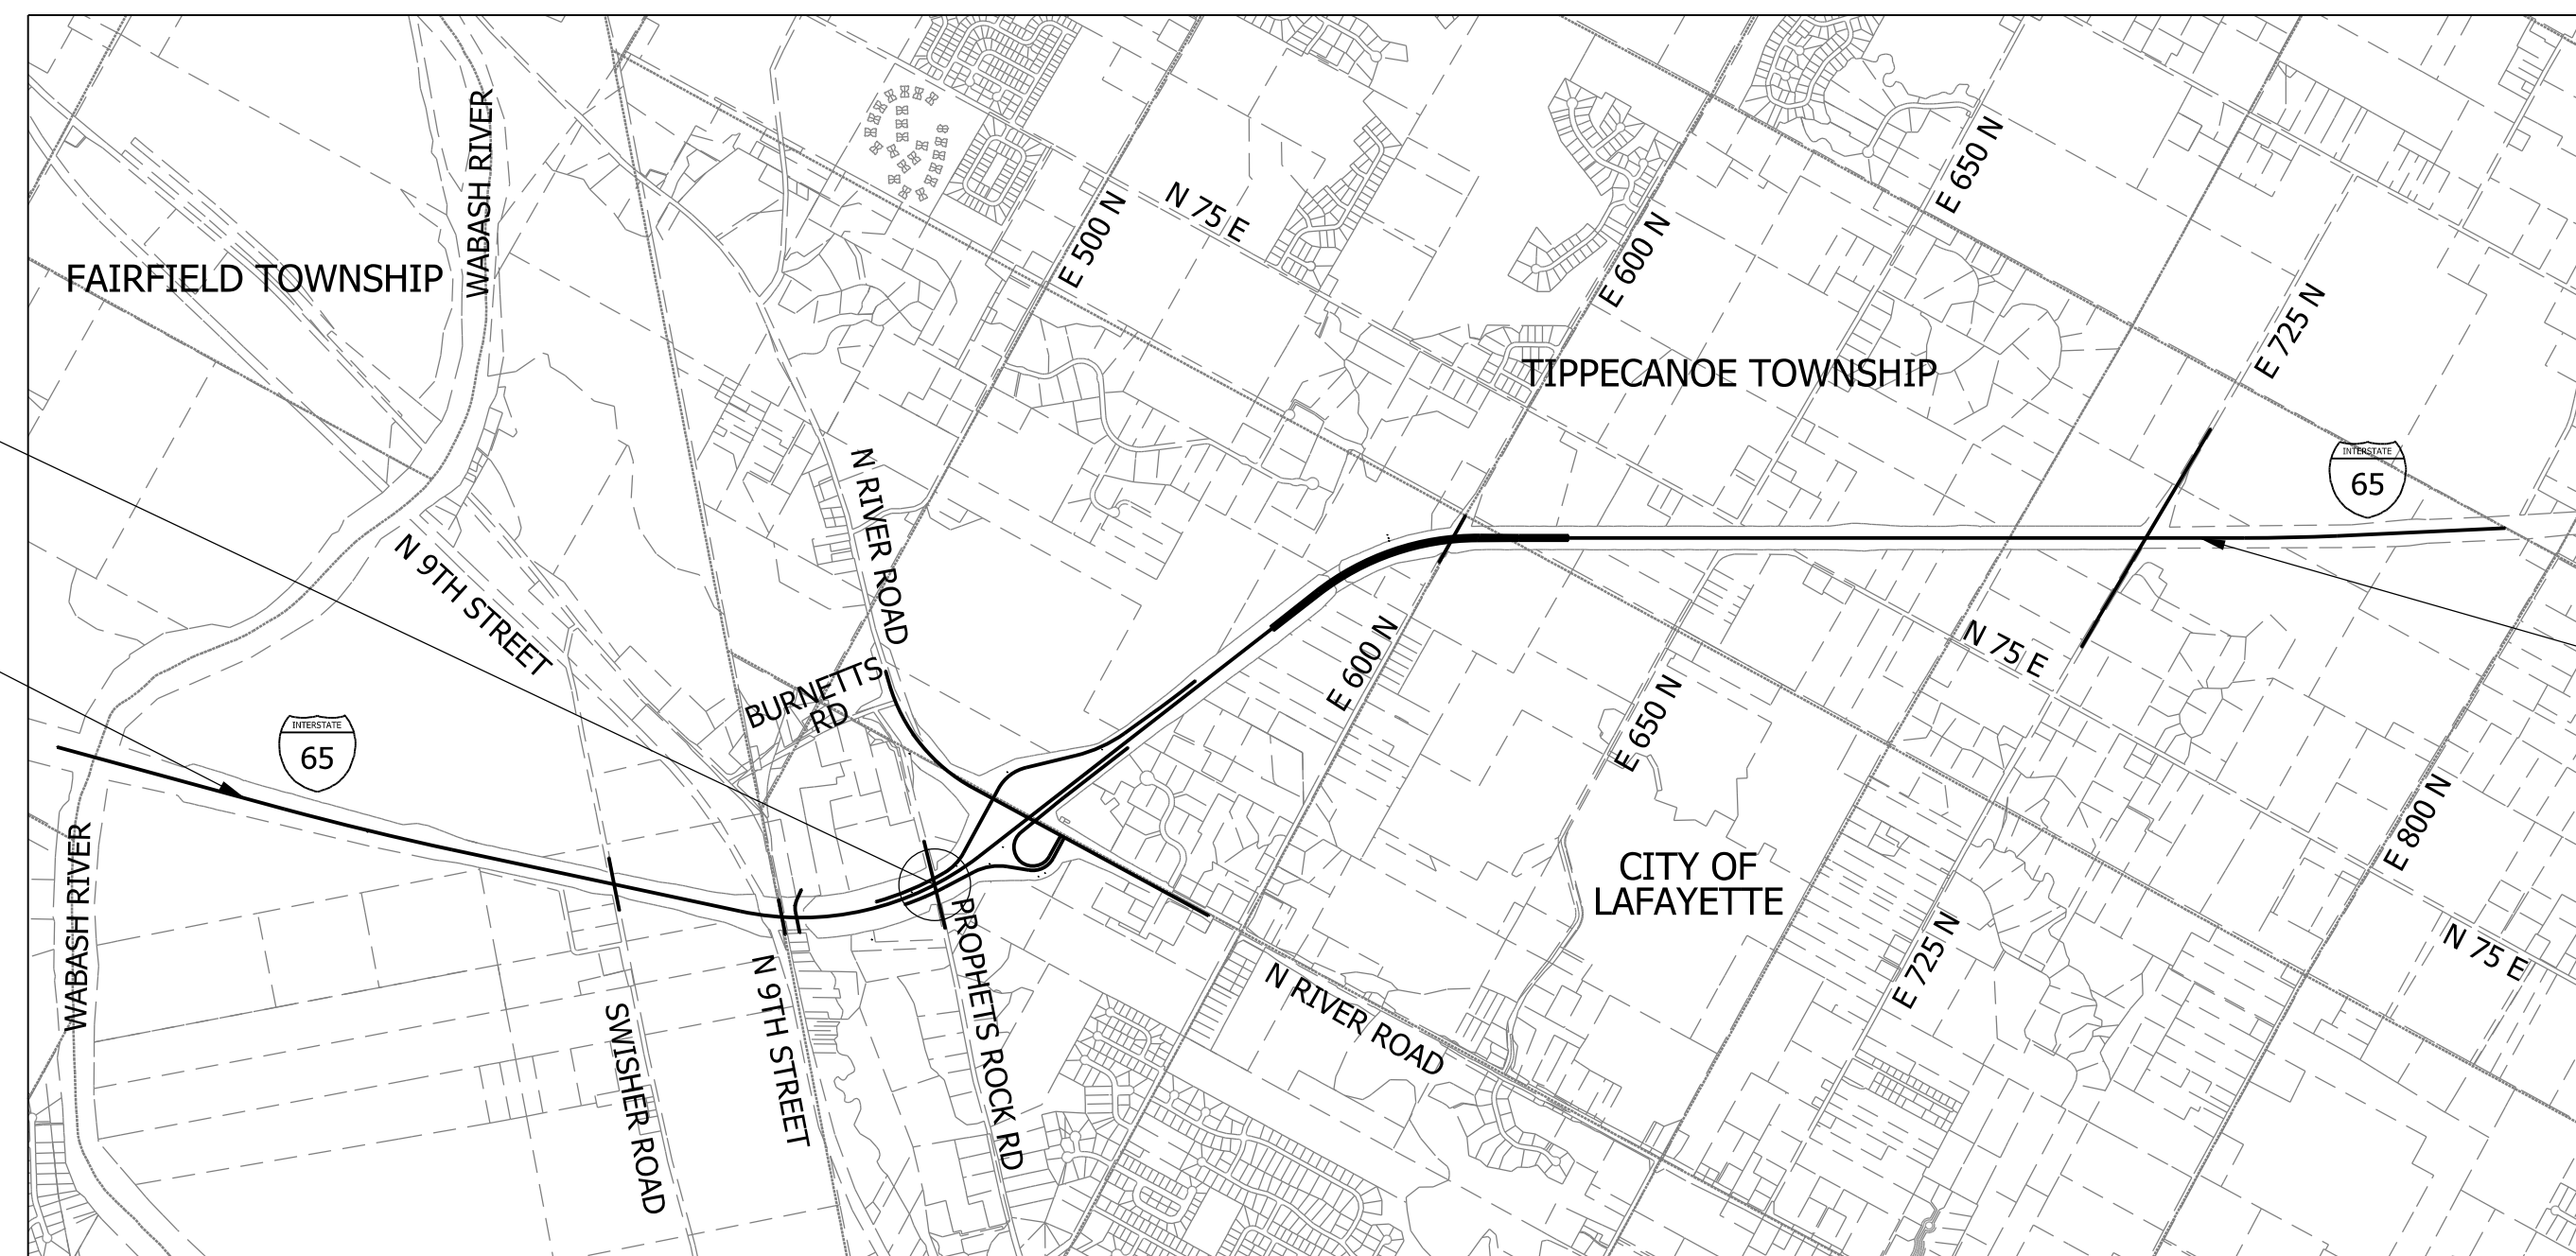 WABASH RIVER
FAIRFIELD TOWNSHIP
E 500 N
N 75 E
E 600 N
E 650 N
E 725 N
TIPPECANOE TOWNSHIP
INTERSTATE
65
N RIVER ROAD
N 9TH STREET
BURNETTS
RD
E 600 N
E 650 N
N 75 E
INTERSTATE
65
WABASH RIVER
SWISHER ROAD
N 9TH STREET
PROPHETS ROCK RD
N RIVER ROAD
CITY OF
LAFAYETTE
E 725 N
E 800 N
N 75 E